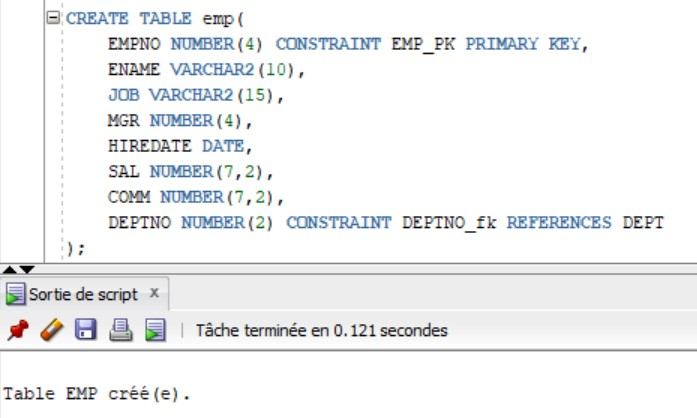 CREATE TABLE emp(
EMPNO NUMBER(4) CONSTRAINT EMP_PK PRIMARY KEY,
ENAME VARCHAR2(10),
JOB VARCHAR2(15),
MGR NUMBER(4),
HIREDATE DATE,
SAL NUMBER(7,2),
COMM NUMBER(7,2),
DEPTNO NUMBER(2) CONSTRAINT DEPTNO_fk REFERENCES DEPT
);
Sortie de script x
Tâche terminée en 0.121 secondes
Table EMP créé(e).